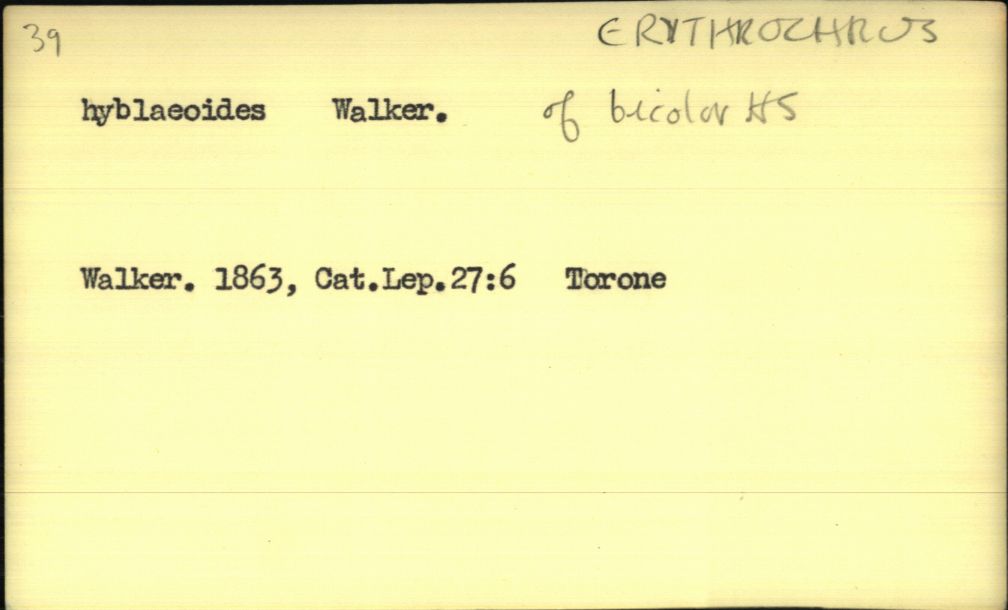 39 ERYTHROCHRUS
hyblaeoides Walker. of bicolor HS
Walker. 1863, Cat.Lep.27:6 Torone